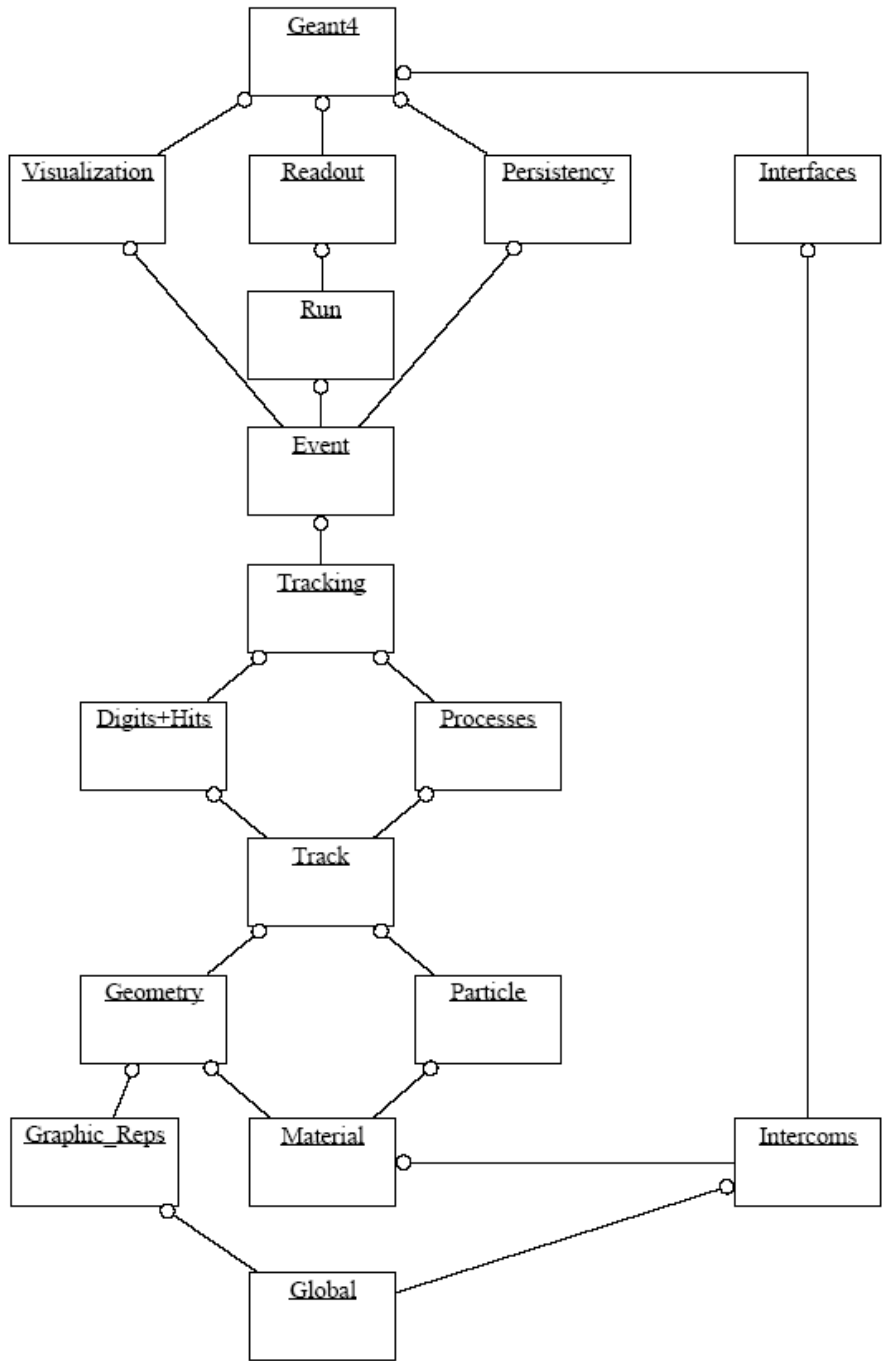 Geant4
Visualization
Readout
Persistency
Interfaces
Run
Event
Tracking
Digits+Hits
Processes
Track
Geometry
Particle
Graphic_Reps
Material
Intercoms
Global